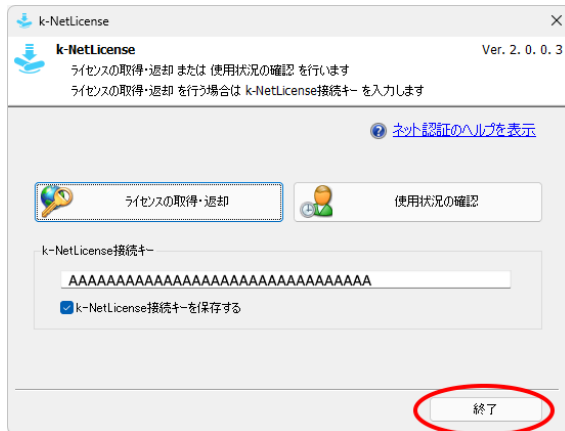 k-NetLicense
k-NetLicense
Ver. 2. 0. 0. 3
ライセンスの取得・返却 または 使用状況の確認 を行います
ライセンスの取得・返却 を行う場合は k-NetLicense接続キー を入力します
ネット認証のヘルプを表示
ライセンスの取得・返却
使用状況の確認
k-NetLicense接続キー
AAAAAAAAAAAAAAAAAAAAAAAAAAAAAAAA
k-NetLicense接続キーを保存する
終了